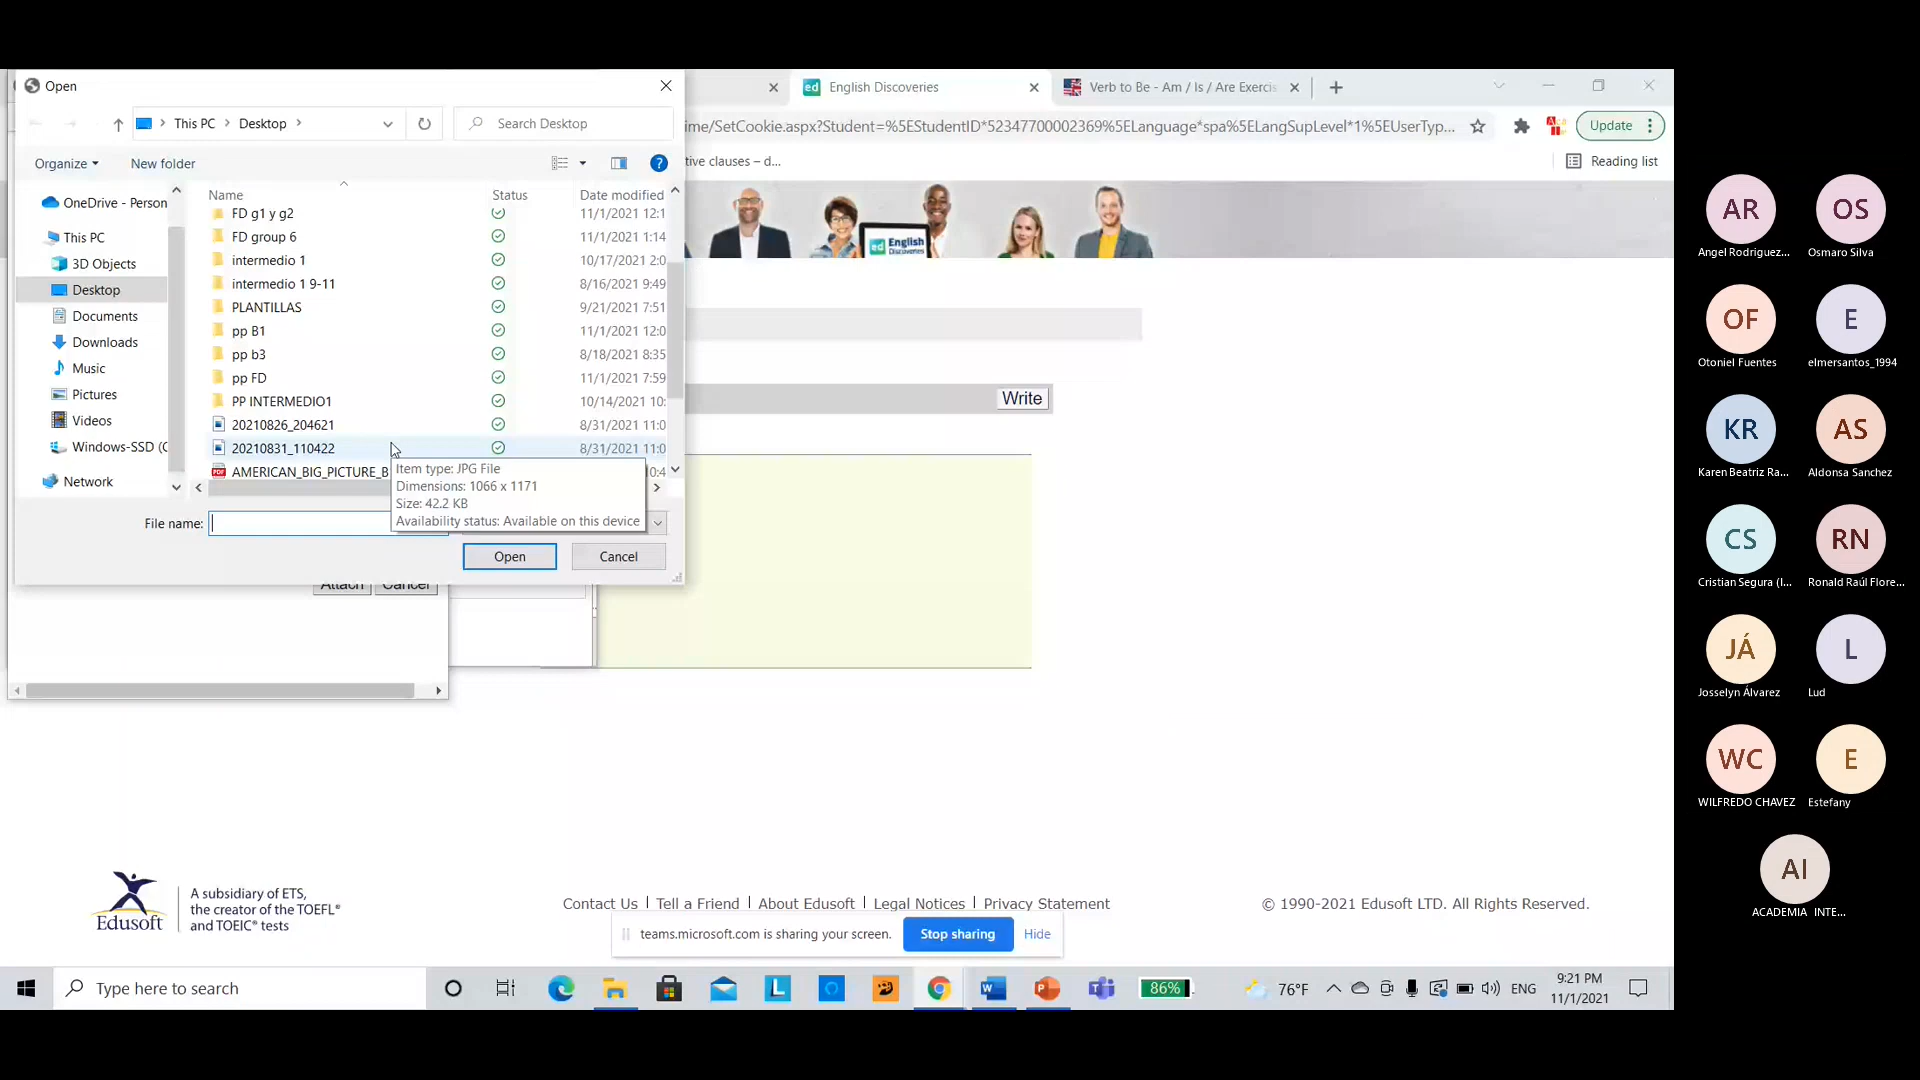 Open
English Discoveries
Verb to Be - Am / Is / Are Exercis
This PC
Desktop
Search Desktop
ime/SetCookie.aspx?Student=%5EStudentID*52347700002369%5ELanguage*spa%5ELangSupLevel*1%5EUserTyp...
Update
Organize
New folder
tive clauses – d...
Reading list
Name
Status
Date modified
OneDrive - Person
This PC
3D Objects
Desktop
Documents
Downloads
Music
Pictures
Videos
Windows-SSD (C
Network
FD g1 y g2 11/1/2021 12:1
FD group 6 11/1/2021 1:14
intermedio 1 10/17/2021 2:0
intermedio 1 9-11 8/16/2021 9:49
PLANTILLAS 9/21/2021 7:51
pp B1 11/1/2021 12:0
pp b3 8/18/2021 8:35
pp FD 11/1/2021 7:59
PP INTERMEDIO1 10/14/2021 10:
20210826_204621 8/31/2021 11:0
20210831_110422 8/31/2021 11:0
AMERICAN_BIG_PICTURE_B 0:4
Item type: JPG File
Dimensions: 1066 x 1171
Size: 42.2 KB
Availability status: Available on this device
File name:
Open
Cancel
Attach
Cancel
ed English
Discoveries
Write
Edusoft
A subsidiary of ETS,
the creator of the TOEFL®
and TOEIC® tests
Contact Us | Tell a Friend | About Edusoft | Legal Notices | Privacy Statement
© 1990-2021 Edusoft LTD. All Rights Reserved.
teams.microsoft.com is sharing your screen.
Stop sharing
Hide
Type here to search
86%
76°F
ENG
9:21 PM
11/1/2021
AR
Angel Rodriguez...
OS
Osmaro Silva
OF
Otoniel Fuentes
E
elmersantos_1994
KR
Karen Beatriz Ra...
AS
Aldonsa Sanchez
CS
Cristian Segura (I...
RN
Ronald Raúl Flore...
JÁ
Josselyn Álvarez
L
Lud
WC
WILFREDO CHAVEZ
E
Estefany
AI
ACADEMIA INTE...